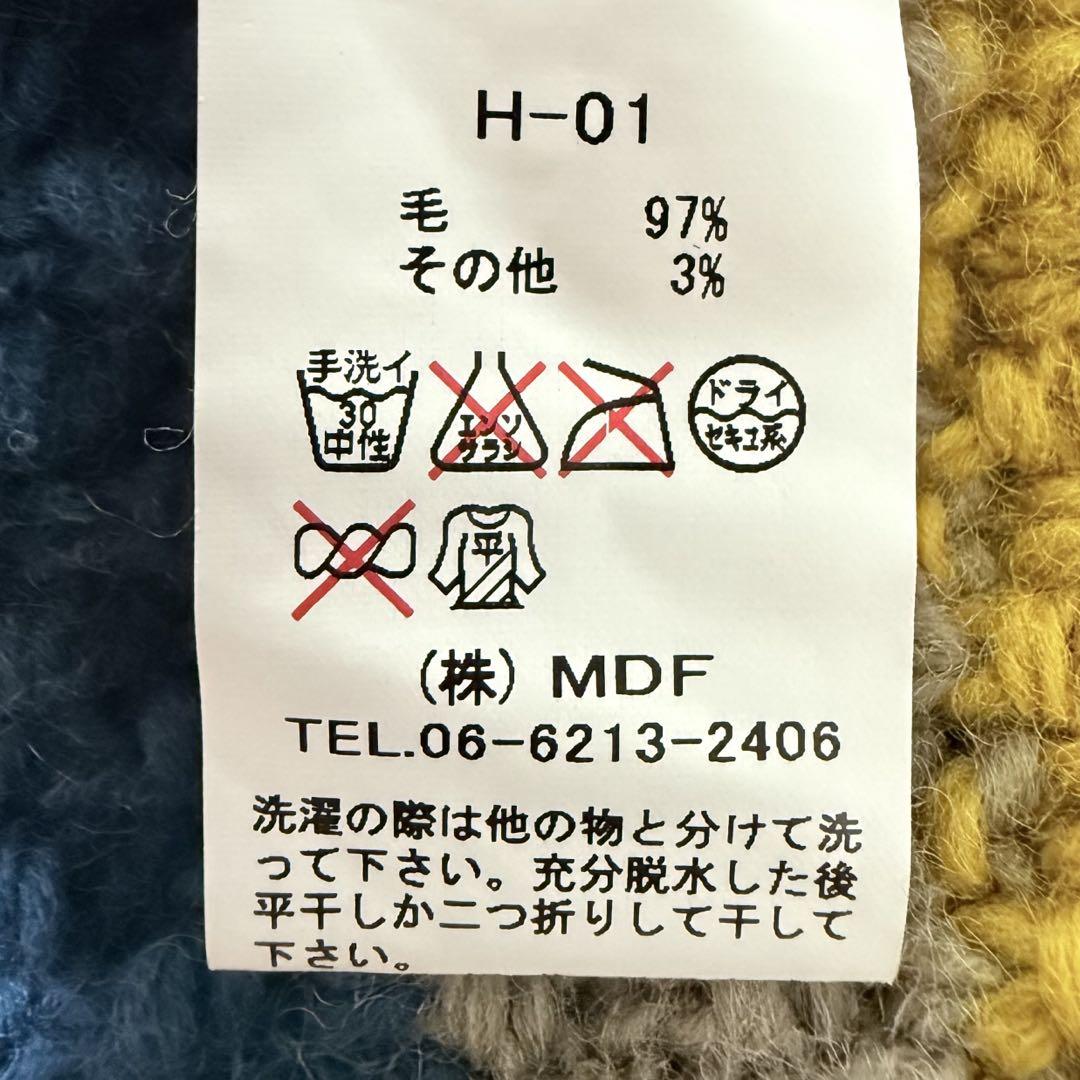 H-01
毛 97%
その他 3%
手洗イ
30
中性
エンソ
サラシ
ドライ
セキユ系
平
(株) MDF
TEL.06-6213-2406
洗濯の際は他の物と分けて洗
って下さい。充分脱水した後
平干しか二つ折りして干して
下さい。